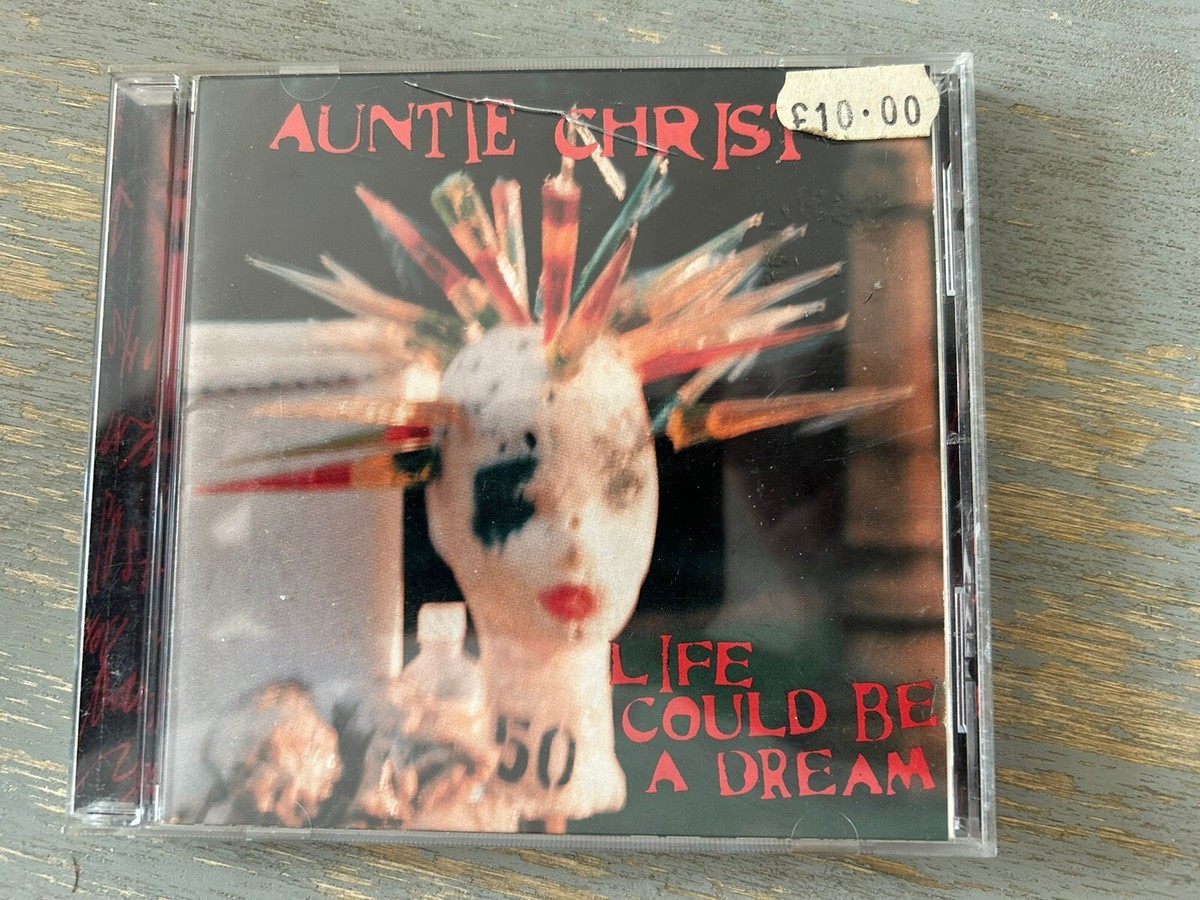 AUNTIE CHRIST
£10.00
LIFE
COULD BE
A DREAM
50